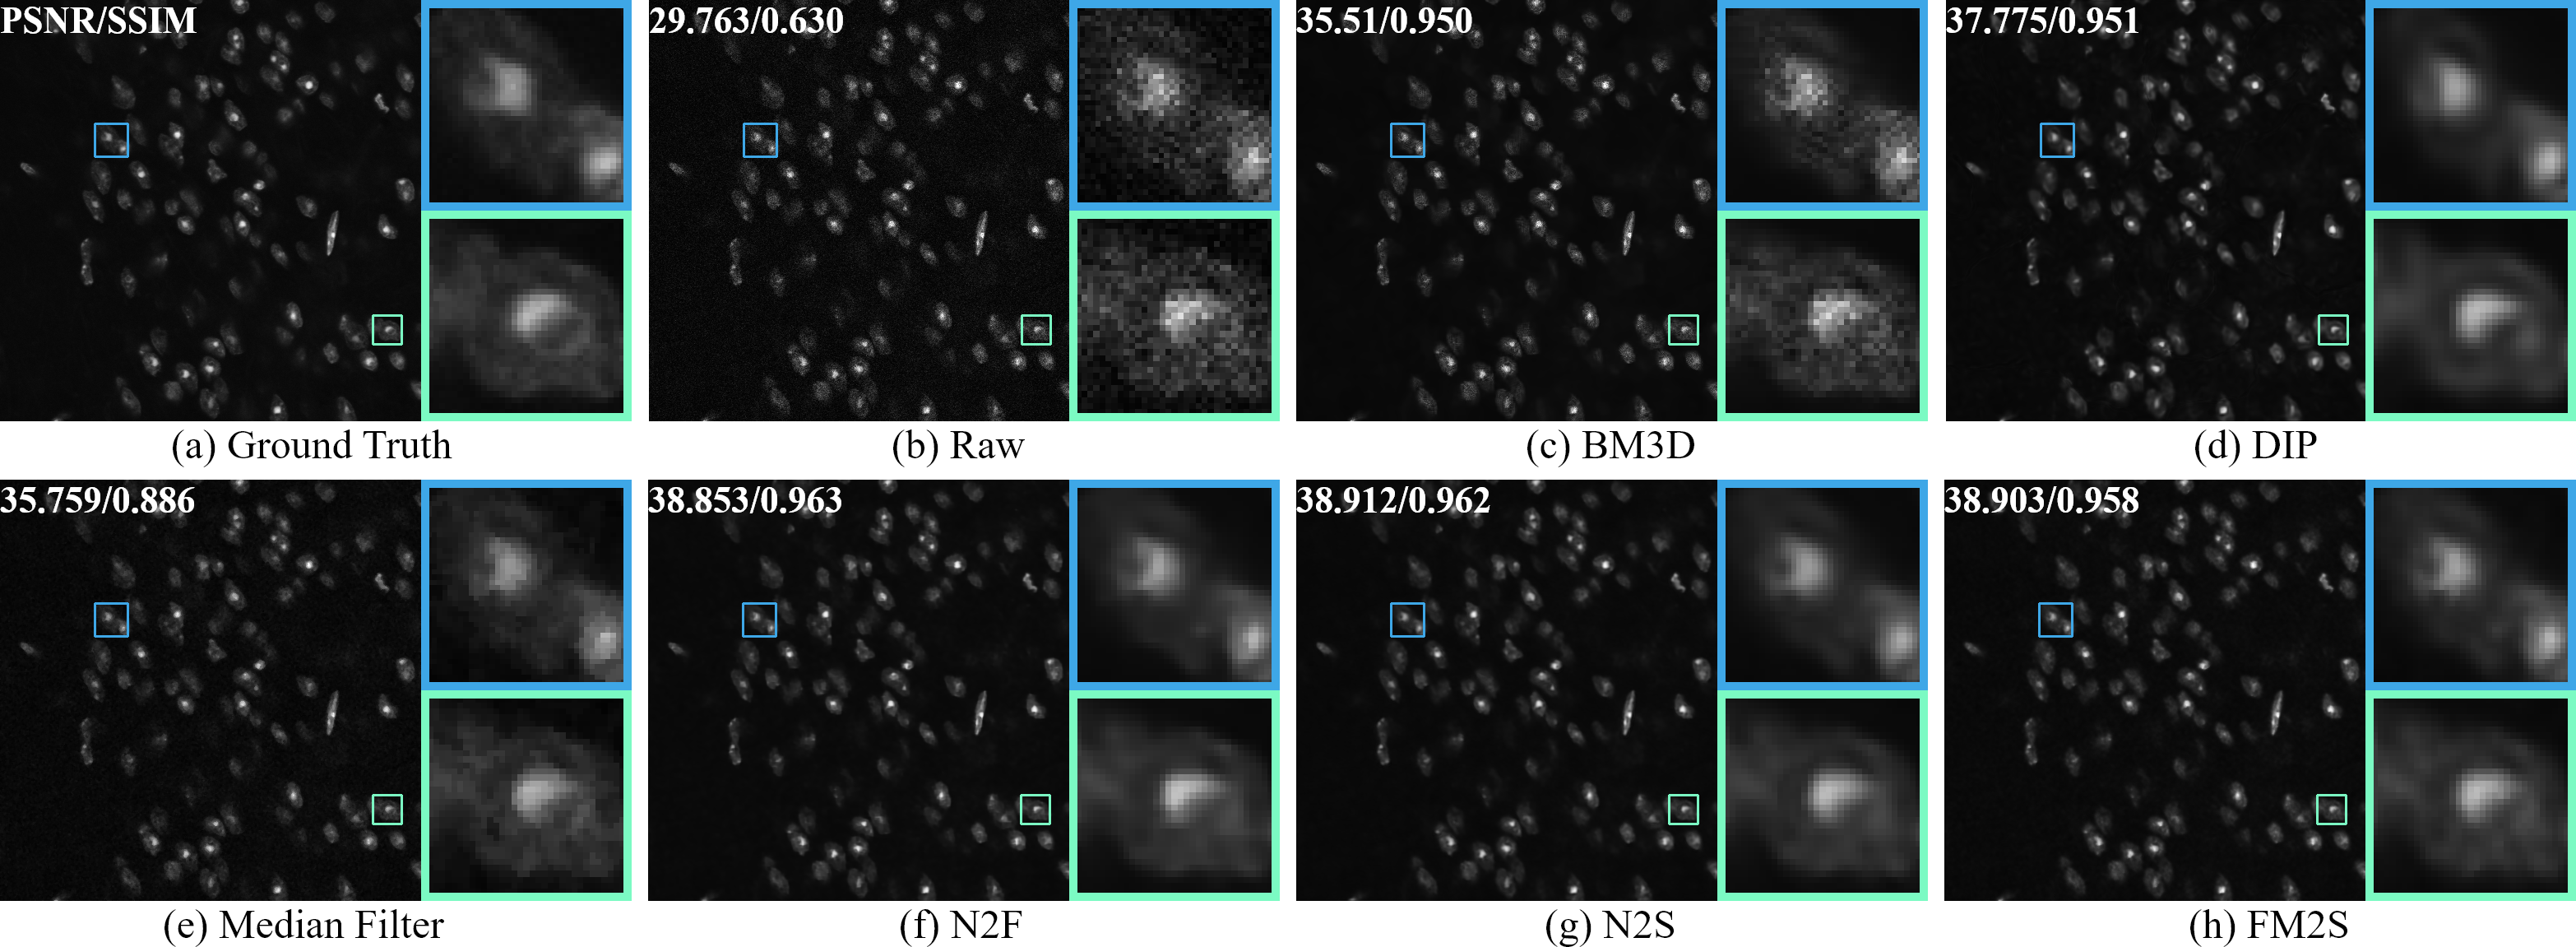 PSNR/SSIM
29.763/0.630
35.51/0.950
37.775/0.951
(a) Ground Truth
(b) Raw
(c) BM3D
(d) DIP
35.759/0.886
38.853/0.963
38.912/0.962
38.903/0.958
(e) Median Filter
(f) N2F
(g) N2S
(h) FM2S